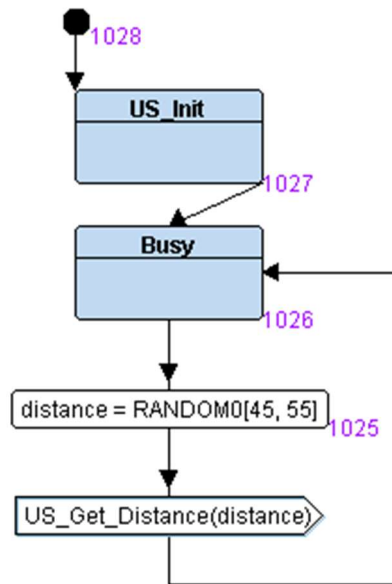 1028
US_Init
1027
Busy
1026
distance = RANDOM0[45, 55]
1025
US_Get_Distance(distance)